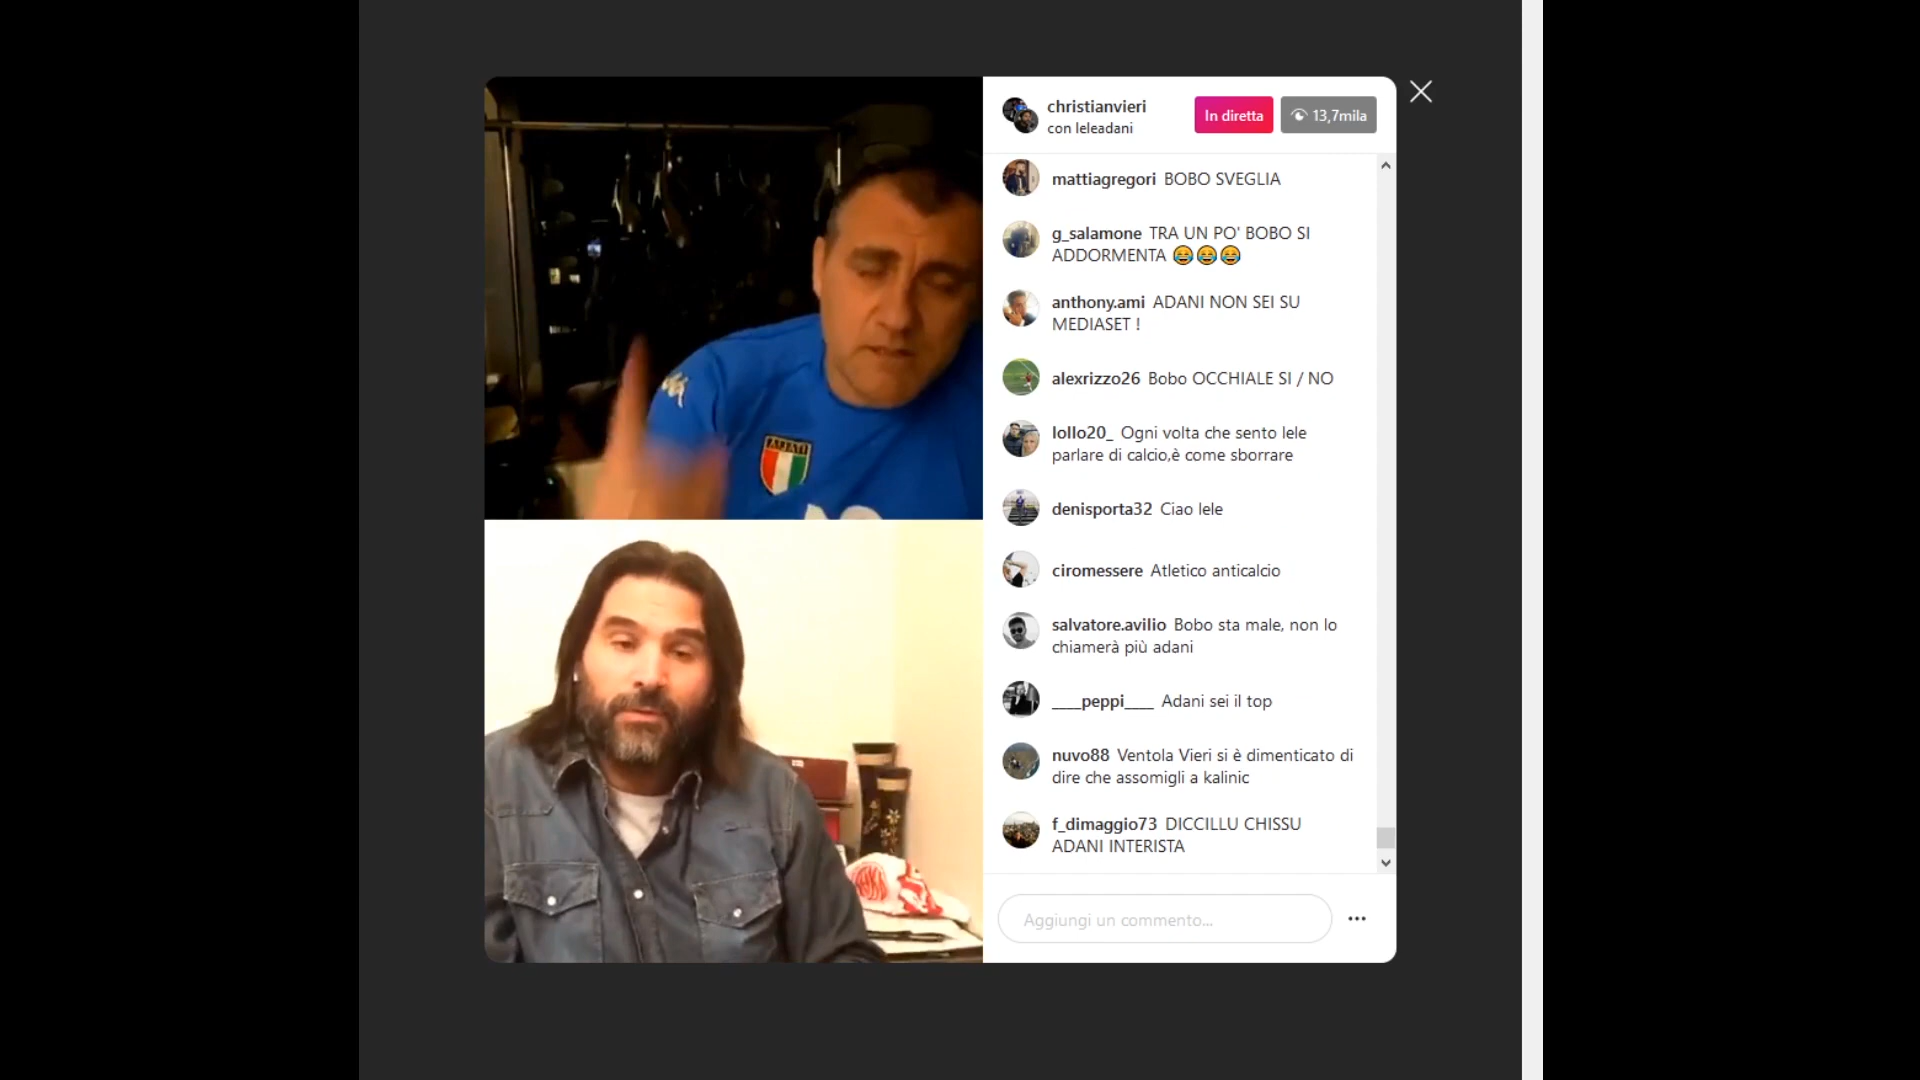 christianvieri
con leleadani
In diretta
13,7mila
mattiagregori BOBO SVEGLIA
g_salamone TRA UN PO' BOBO SI
ADDORMENTA 😂😂😂
anthony.ami ADANI NON SEI SU
MEDIASET !
alexrizzo26 Bobo OCCHIALE SI / NO
lollo20_ Ogni volta che sento lele
parlare di calcio,è come sborrare
denisporta32 Ciao lele
ciromessere Atletico anticalcio
salvatore.avilio Bobo sta male, non lo
chiamerà più adani
____peppi____ Adani sei il top
nuvo88 Ventola Vieri si è dimenticato di
dire che assomigli a kalinic
f_dimaggio73 DICCILLU CHISSU
ADANI INTERISTA
Aggiungi un commento...